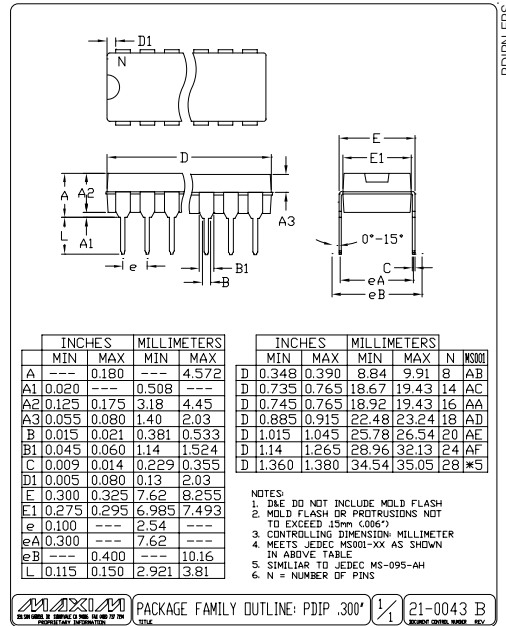 D1
N
D
E
E1
A
A2
A3
L
A1
0°-15°
e
B1
B
C
eA
eB
INCHES MILLIMETERS
MIN MAX MIN MAX
A --- 0.180 --- 4.572
A1 0.020 --- 0.508 ---
A2 0.125 0.175 3.18 4.45
A3 0.055 0.080 1.40 2.03
B 0.015 0.021 0.381 0.533
B1 0.045 0.060 1.14 1.524
C 0.009 0.014 0.229 0.355
D1 0.005 0.080 0.13 2.03
E 0.300 0.325 7.62 8.255
E1 0.275 0.295 6.985 7.493
e 0.100 --- 2.54 ---
eA 0.300 --- 7.62 ---
eB --- 0.400 --- 10.16
L 0.115 0.150 2.921 3.81
INCHES MILLIMETERS
MIN MAX MIN MAX N MS001
D 0.348 0.390 8.84 9.91 8 AB
D 0.735 0.765 18.67 19.43 14 AC
D 0.745 0.765 18.92 19.43 16 AA
D 0.885 0.915 22.48 23.24 18 AD
D 1.015 1.045 25.78 26.54 20 AE
D 1.14 1.265 28.96 32.13 24 AF
D 1.360 1.380 34.54 35.05 28 *5
NOTES:
1. D&E DO NOT INCLUDE MOLD FLASH
2. MOLD FLASH OR PROTRUSIONS NOT
TO EXCEED .15mm (.006")
3. CONTROLLING DIMENSION: MILLIMETER
4. MEETS JEDEC MS001-XX AS SHOWN
IN ABOVE TABLE
5. SIMILIAR TO JEDEC MS-095-AH
6. N = NUMBER OF PINS
MAXIM
PROPRIETARY INFORMATION
PACKAGE FAMILY OUTLINE: PDIP .300"
TITLE
1/1
21-0043 B
DOCUMENT CONTROL NUMBER REV